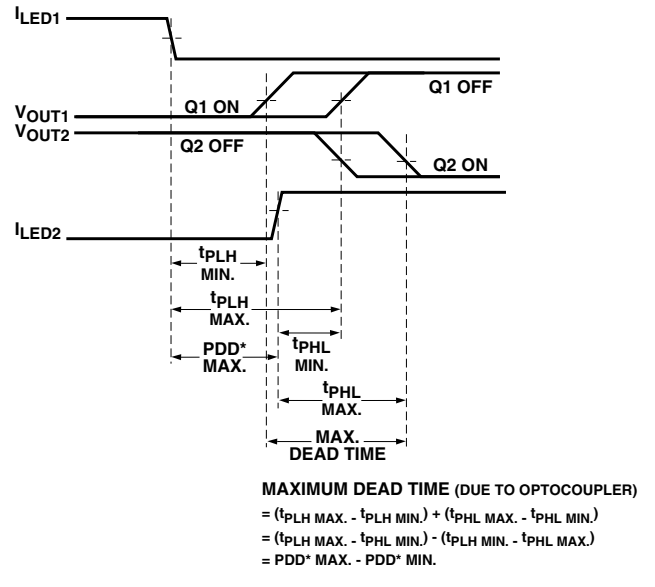 ILED1
Q1 OFF
VOUT1
Q1 ON
VOUT2
Q2 OFF
Q2 ON
ILED2
tPLH
MIN.
tPLH
MAX.
PDD*
MAX.
tPHL
MIN.
tPHL
MAX.
MAX.
DEAD TIME
MAXIMUM DEAD TIME (DUE TO OPTOCOUPLER)
= (tPLH MAX. - tPLH MIN.) + (tPHL MAX. - tPHL MIN.)
= (tPLH MAX. - tPHL MIN.) - (tPLH MIN. - tPHL MAX.)
= PDD* MAX. - PDD* MIN.